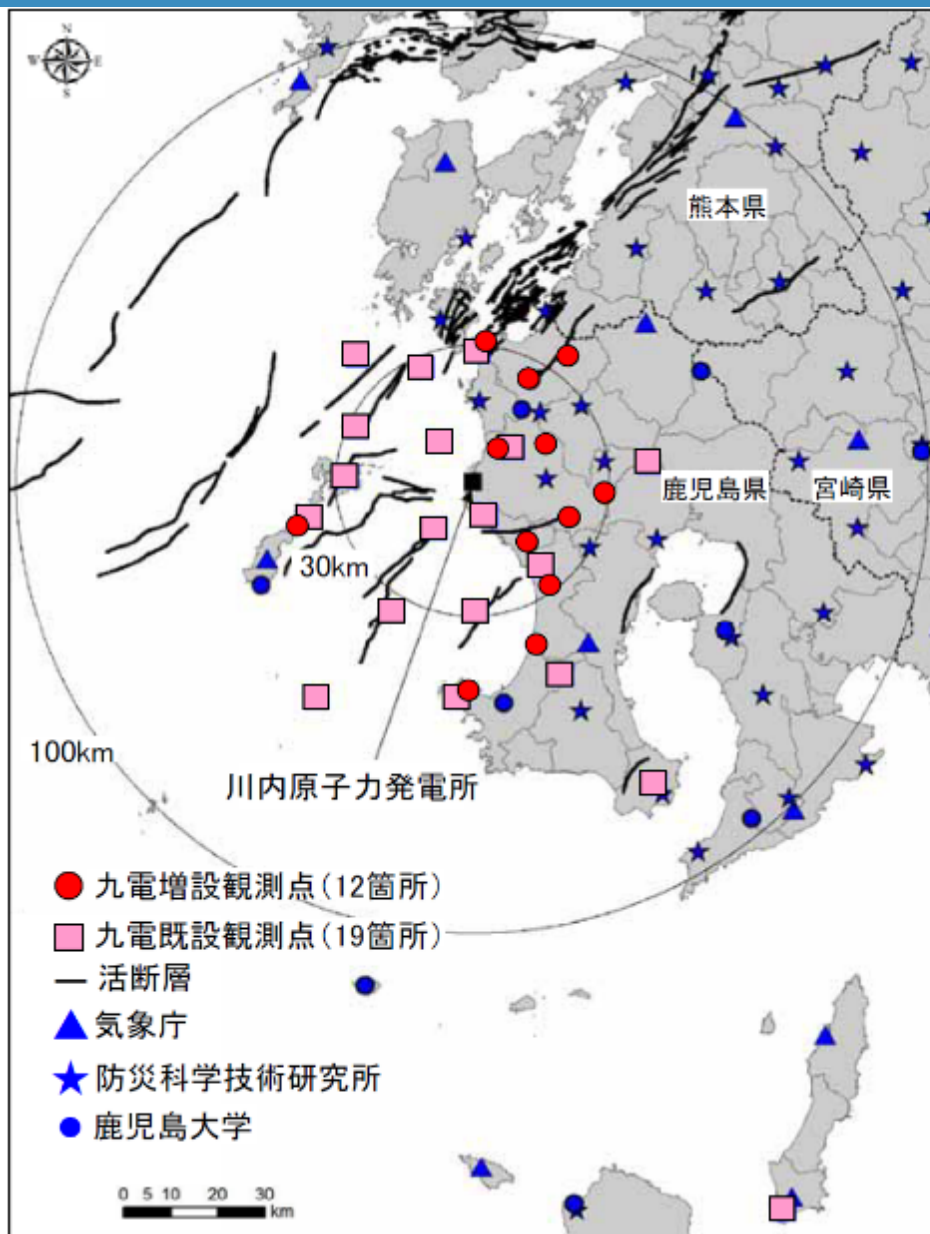 N
W
E
S
熊本県
鹿児島県
宮崎県
30km
100km
川内原子力発電所
九電増設観測点(12箇所)
九電既設観測点(19箇所)
活断層
気象庁
防災科学技術研究所
鹿児島大学
0 5 10 20 30
km